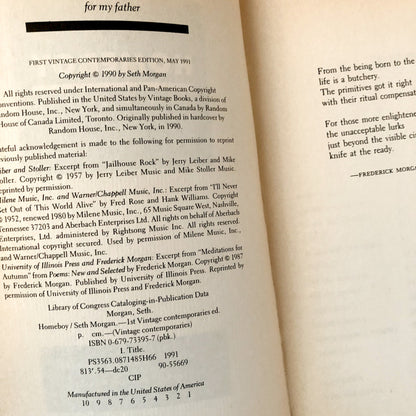 for my father
FIRST VINTAGE CONTEMPORARIES EDITION, MAY 1991
Copyright © 1990 by Seth Morgan
All rights reserved under International and Pan-American Copyright
onventions. Published in the United States by Vintage Books, a division of
andom House, Inc., New York, and simultaneously in Canada by Random
House of Canada Limited, Toronto. Originally published in hardcover by
Random House, Inc., New York, in 1990.
ateful acknowledgement is made to the following for permission to reprint
viously published material:
eiber and Stoller: Excerpt from "Jailhouse Rock" by Jerry Leiber and Mike
oller. Copyright © 1957 by Jerry Leiber and Mike Stoller Music.
eprinted by permission.
Milene Music, Inc. and Warner/Chappell Music, Inc.: Excerpt from "I'll Never
Get Out of This World Alive" by Fred Rose and Hank Williams. Copyright
© 1952, renewed 1980 by Milene Music, Inc., 65 Music Square West, Nashville,
Tennessee 37203 and Aberbach Enterprises Ltd. All rights on behalf of Aberbach
Enterprises, Ltd. administered by Rightsong Music Inc. All rights reserved.
International copyright secured. Used by permission of Milene Music, Inc.,
and Warner/Chappell Music, Inc.
University of Illinois Press and Frederick Morgan: Excerpt from "Meditations for
Autumn" from Poems: New and Selected by Frederick Morgan. Copyright © 1987
by Frederick Morgan. Published by University of Illinois Press. Reprinted by
permission of University of Illinois Press and Frederick Morgan.
Library of Congress Cataloging-in-Publication Data
Morgan, Seth.
Homeboy / Seth Morgan.—1st Vintage contemporaries ed.
p. cm.—(Vintage contemporaries)
ISBN 0-679-73395-7 (pbk.)
I. Title.
PS3563.0871485H66 1991
813'.54—dc20 90-55669
CIP
Manufactured in the United States of America
10 9 8 7 6 5 4 3 2 1
From the being born to the
life is a butchery.
The primitives got it right
with their ritual compensat
For those more enlightene
the unacceptable lurks
just beyond the visible cir
knife at the ready.
—FREDERICK MORGA